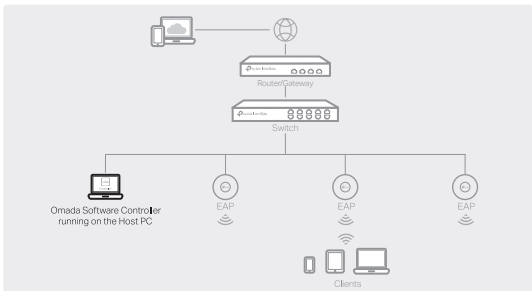 Router/Gateway
Switch
Omada Software Controller
running on the Host PC
EAP
EAP
EAP
Clients